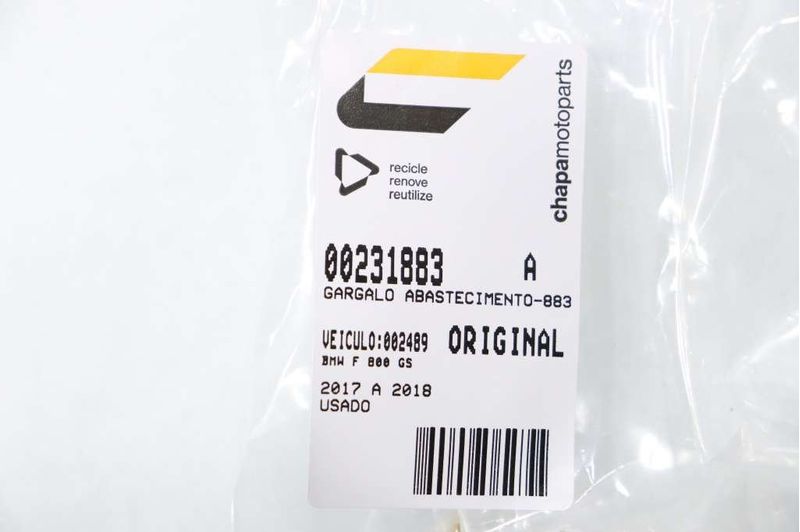 chapamotoparts
recicle
renove
reutilize
00231883 A
GARGALO ABASTECIMENTO-883
VEICULO:002489 ORIGINAL
BMW F 800 GS
2017 A 2018
USADO